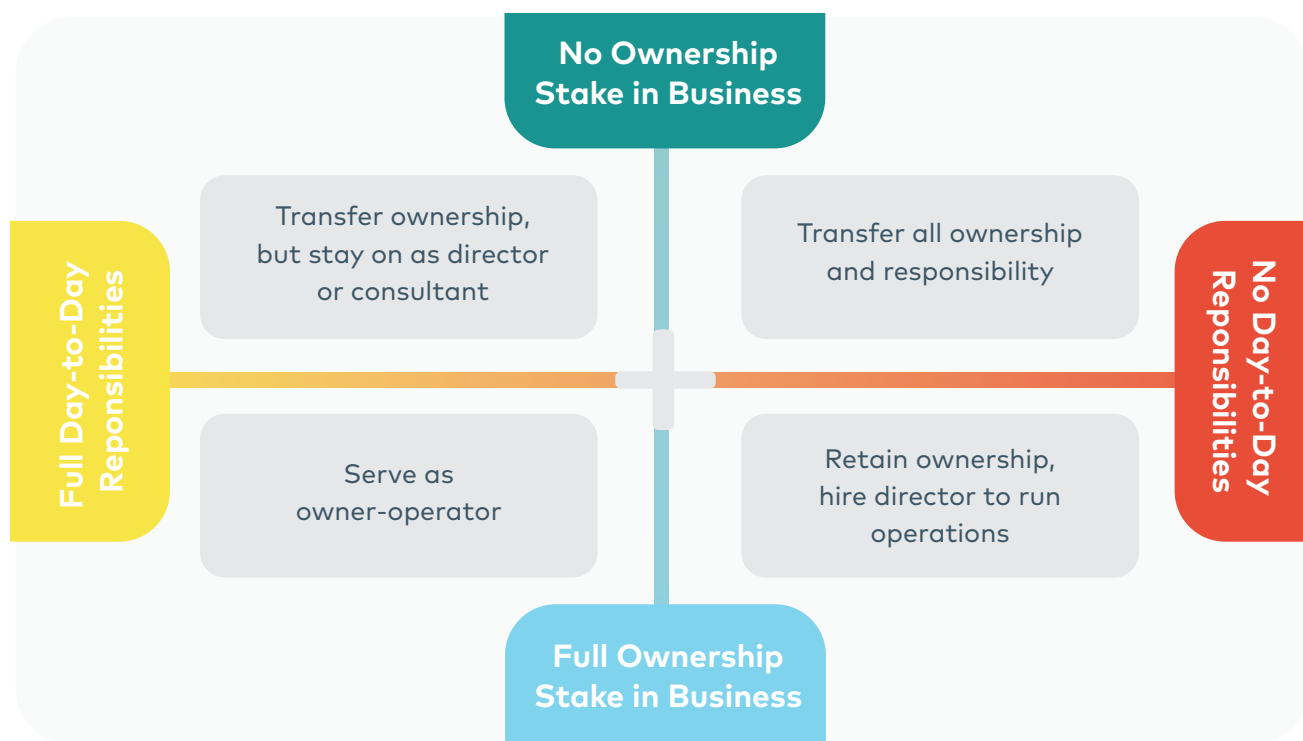 No Ownership
Stake in Business
Transfer ownership,
but stay on as director
or consultant
Transfer all ownership
and responsibility
Full Day-to-Day
Reponsibilities
No Day-to-Day
Reponsibilities
Serve as
owner-operator
Retain ownership,
hire director to run
operations
Full Ownership
Stake in Business